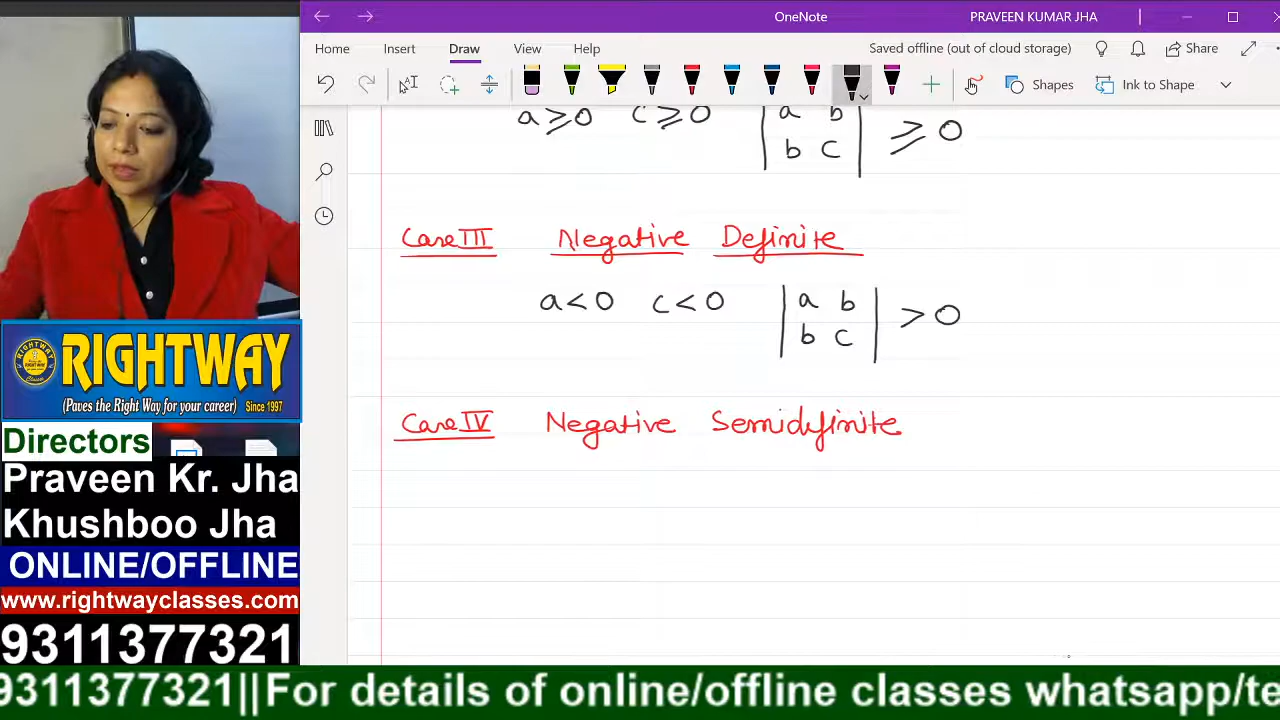 OneNote
PRAVEEN KUMAR JHA
Home Insert Draw View Help
Saved offline (out of cloud storage)
Share
Shapes
Ink to Shape
a ≥ 0 c ≥ 0 | a b |
| b c | ≥ 0
Case III Negative Definite
a < 0 c < 0 | a b |
| b c | > 0
Case IV Negative Semidefinite
RIGHTWAY
(Paves the Right Way for your career) Since 1997
Directors
Praveen Kr. Jha
Khushboo Jha
ONLINE/OFFLINE
www.rightwayclasses.com
9311377321
9311377321||For details of online/offline classes whatsapp/te